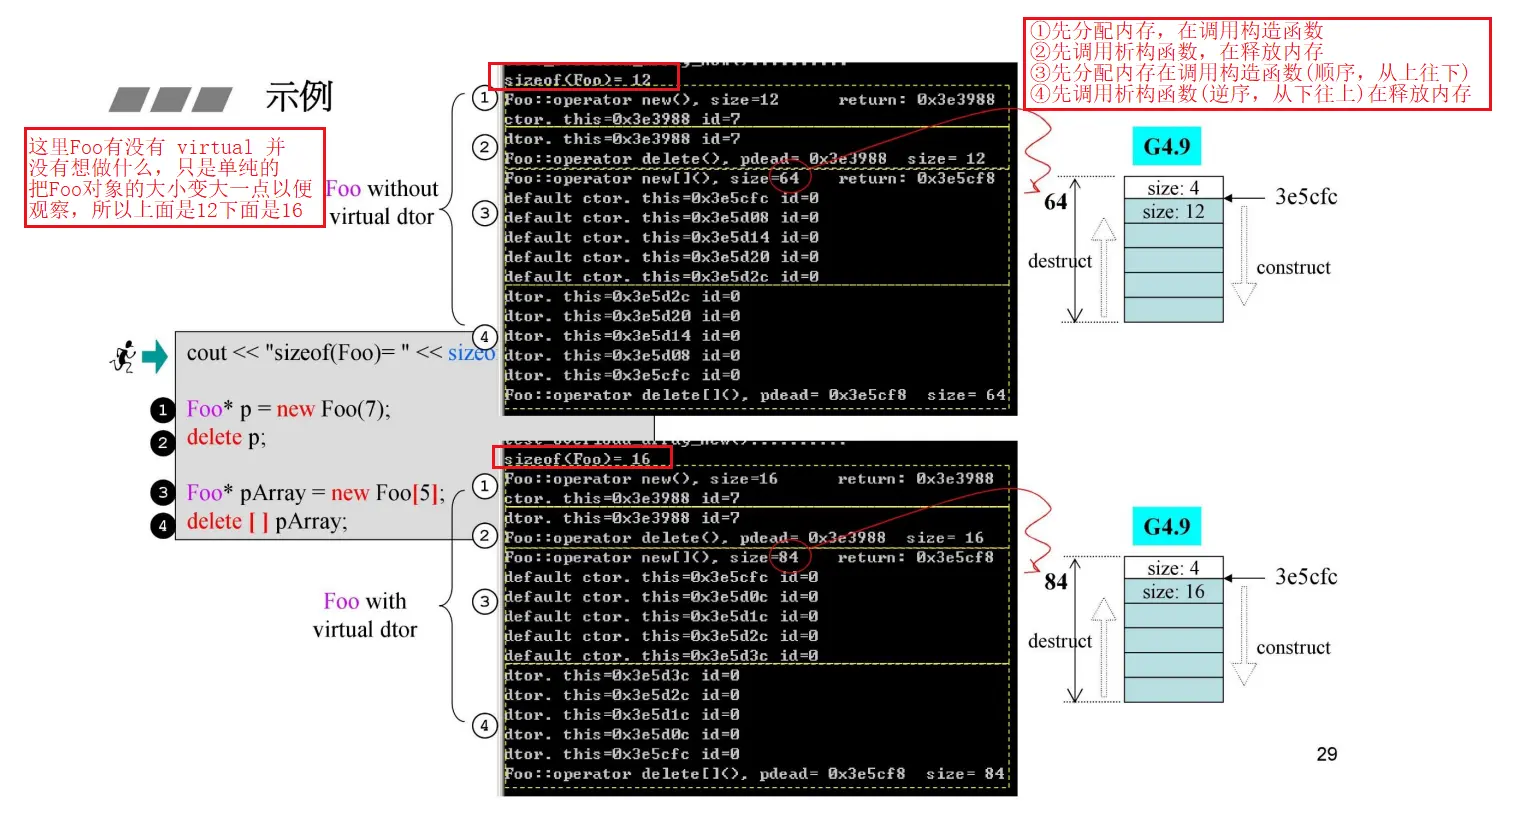 ①先分配内存，在调用构造函数
②先调用析构函数，在释放内存
③先分配内存在调用构造函数(顺序，从上往下)
④先调用析构函数(逆序，从下往上)在释放内存
示例
这里Foo有没有 virtual 并
没有想做什么，只是单纯的
把Foo对象的大小变大一点以便
观察，所以上面是12下面是16
Foo without
virtual dtor
①
②
③
④
sizeof(Foo)= 12
Foo::operator new(), size=12 return: 0x3e3988
ctor. this=0x3e3988 id=7
dtor. this=0x3e3988 id=7
Foo::operator delete(), pdead= 0x3e3988 size= 12
Foo::operator new[](), size=64 return: 0x3e5cf8
default ctor. this=0x3e5cfc id=0
default ctor. this=0x3e5d08 id=0
default ctor. this=0x3e5d14 id=0
default ctor. this=0x3e5d20 id=0
default ctor. this=0x3e5d2c id=0
dtor. this=0x3e5d2c id=0
dtor. this=0x3e5d20 id=0
dtor. this=0x3e5d14 id=0
dtor. this=0x3e5d08 id=0
dtor. this=0x3e5cfc id=0
Foo::operator delete[](), pdead= 0x3e5cf8 size= 64
G4.9
64
size: 4
size: 12
3e5cfc
destruct
construct
cout << "sizeof(Foo)= " << sizeo
❶ Foo* p = new Foo(7);
❷ delete p;
❸ Foo* pArray = new Foo[5];
❹ delete [ ] pArray;
Foo with
virtual dtor
①
②
③
④
test_overload_array_new()..........
sizeof(Foo)= 16
Foo::operator new(), size=16 return: 0x3e3988
ctor. this=0x3e3988 id=7
dtor. this=0x3e3988 id=7
Foo::operator delete(), pdead= 0x3e3988 size= 16
Foo::operator new[](), size=84 return: 0x3e5cf8
default ctor. this=0x3e5cfc id=0
default ctor. this=0x3e5d0c id=0
default ctor. this=0x3e5d1c id=0
default ctor. this=0x3e5d2c id=0
default ctor. this=0x3e5d3c id=0
dtor. this=0x3e5d3c id=0
dtor. this=0x3e5d2c id=0
dtor. this=0x3e5d1c id=0
dtor. this=0x3e5d0c id=0
dtor. this=0x3e5cfc id=0
Foo::operator delete[](), pdead= 0x3e5cf8 size= 84
G4.9
84
size: 4
size: 16
3e5cfc
destruct
construct
29